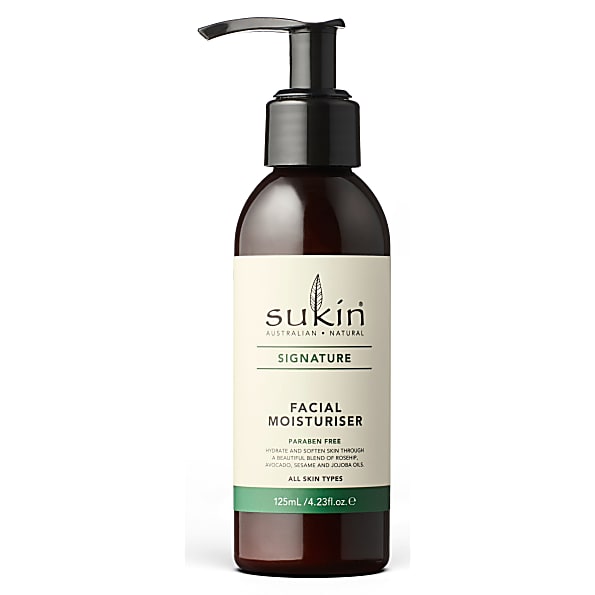 sukin®
AUSTRALIAN • NATURAL
SIGNATURE
FACIAL
MOISTURISER
PARABEN FREE
HYDRATE AND SOFTEN SKIN THROUGH
A BEAUTIFUL BLEND OF ROSEHIP,
AVOCADO, SESAME AND JOJOBA OILS.
ALL SKIN TYPES
125mL/4.23fl.oz.℮